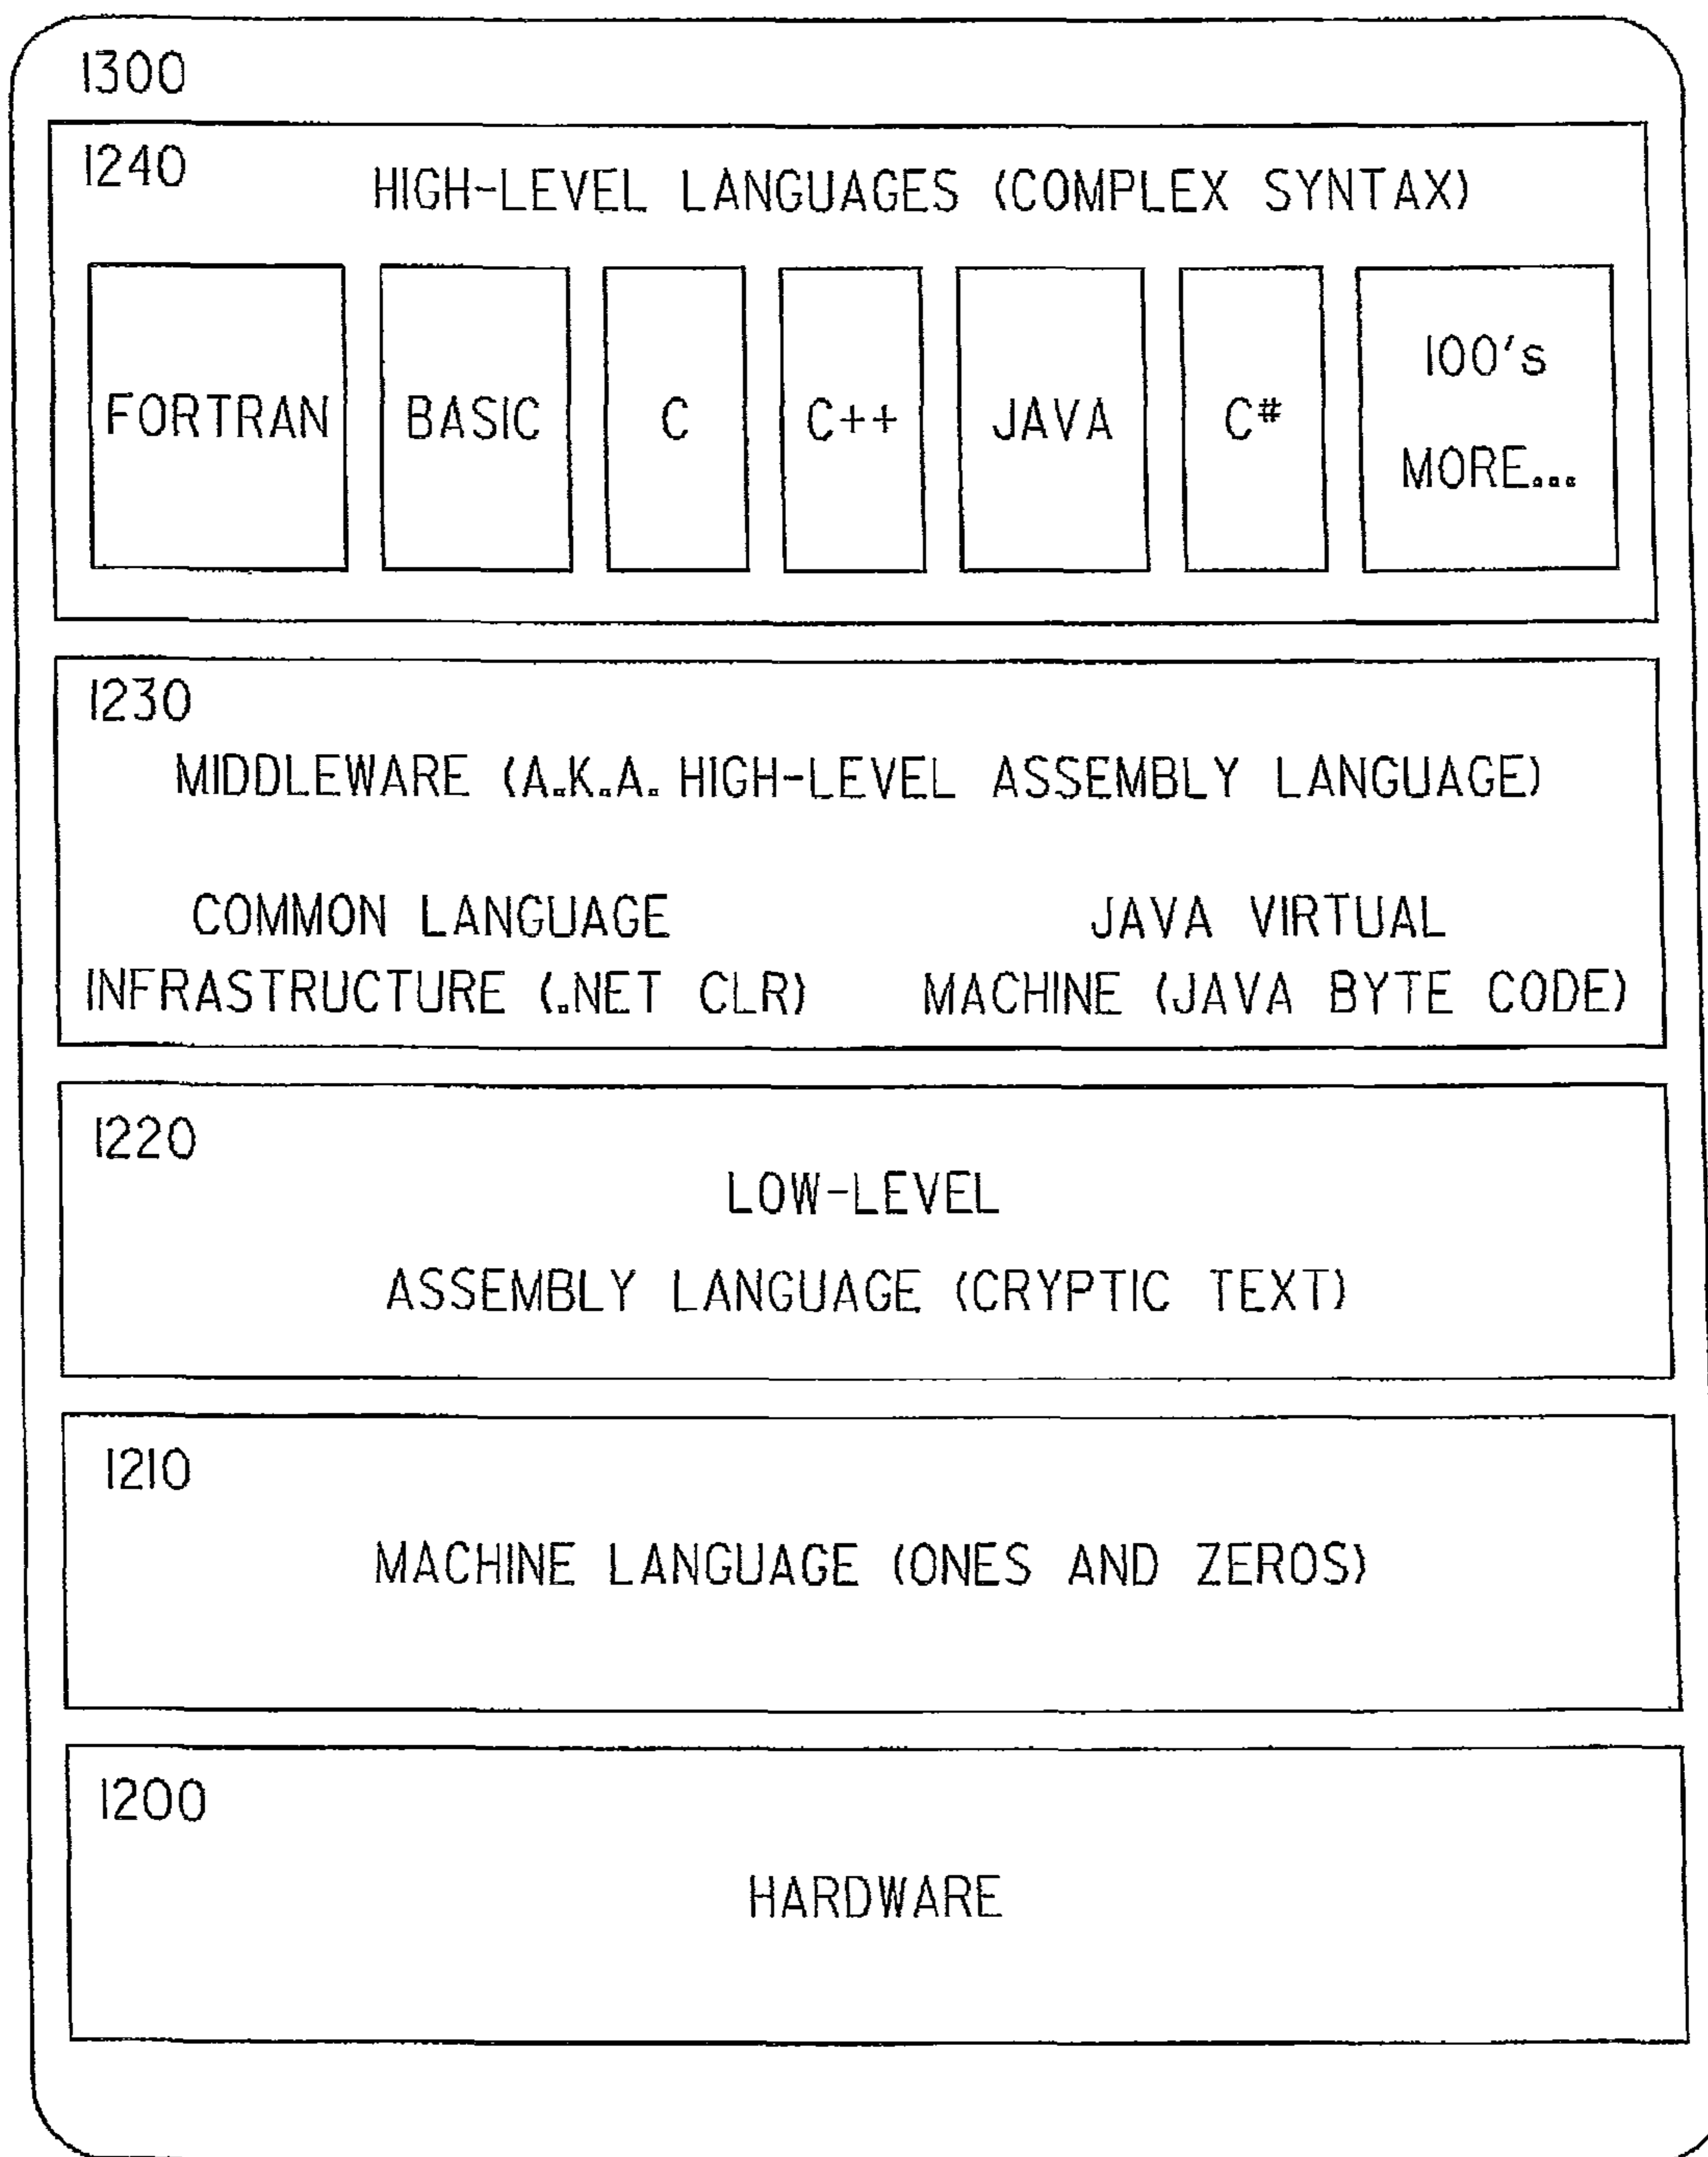 1300
1240
HIGH-LEVEL LANGUAGES (COMPLEX SYNTAX)
FORTRAN
BASIC
C
C++
JAVA
C#
100's
MORE...
1230
MIDDLEWARE (A.K.A. HIGH-LEVEL ASSEMBLY LANGUAGE)
COMMON LANGUAGE
INFRASTRUCTURE (.NET CLR)
JAVA VIRTUAL
MACHINE (JAVA BYTE CODE)
1220
LOW-LEVEL
ASSEMBLY LANGUAGE (CRYPTIC TEXT)
1210
MACHINE LANGUAGE (ONES AND ZEROS)
1200
HARDWARE